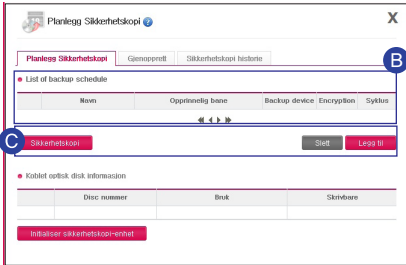 Planlegg Sikkerhetskopi ? X
Planlegg Sikkerhetskopi Gjenopprett Sikkerhetskopi historie
B
List of backup schedule
Navn Opprinnelig bane Backup device Encryption Syklus
C
Sikkerhetskopi Slett Legg til
Koblet optisk disk informasjon
Disc nummer Bruk Skrivbare
Initialiser sikkerhetskopi-enhet